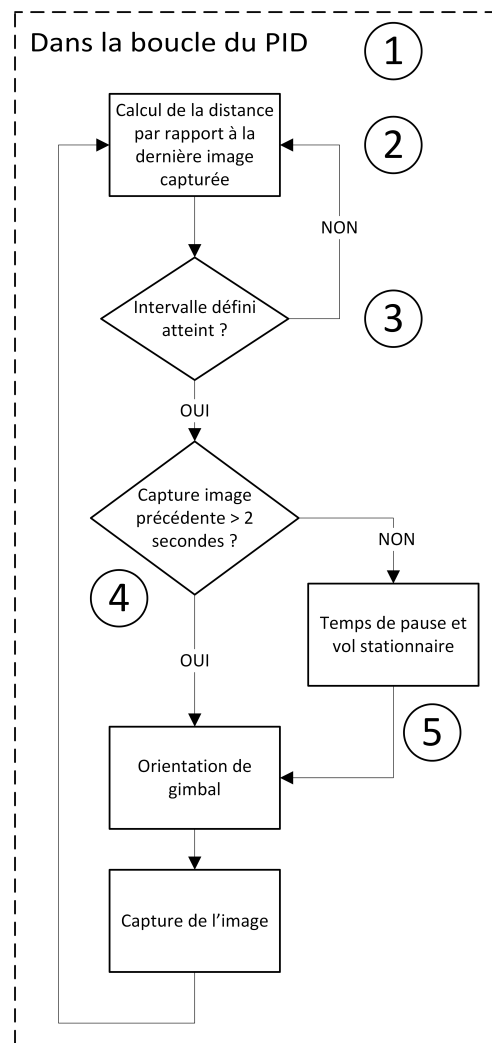 Dans la boucle du PID
1
Calcul de la distance
par rapport à la
dernière image
capturée
2
NON
Intervalle défini
atteint ?
3
OUI
Capture image
précédente > 2
secondes ?
NON
4
Temps de pause et
vol stationnaire
OUI
5
Orientation de
gimbal
Capture de l’image